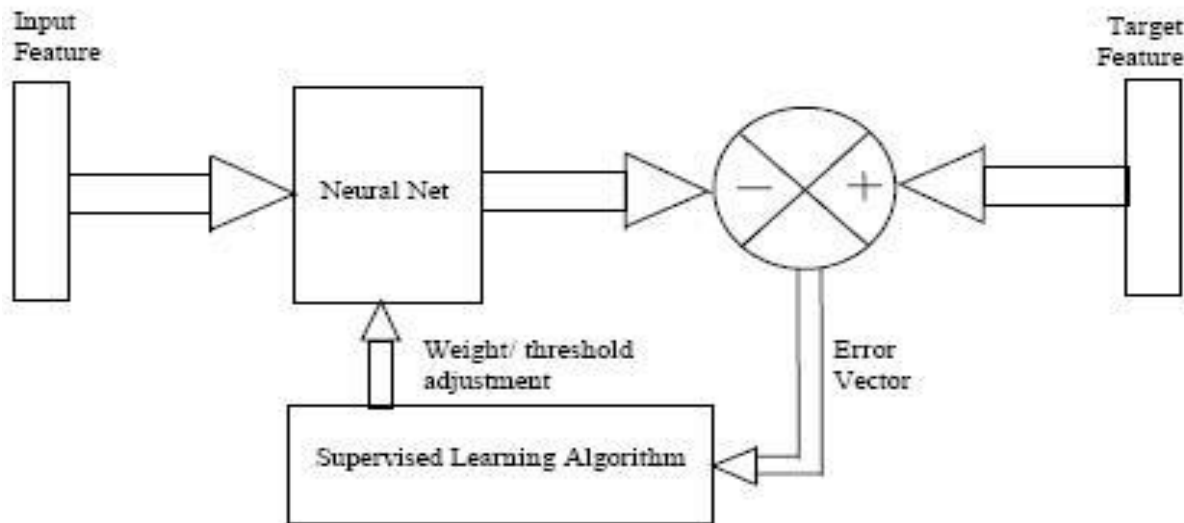 Input
Feature
Target
Feature
Neural Net
− +
Weight/ threshold
adjustment
Error
Vector
Supervised Learning Algorithm